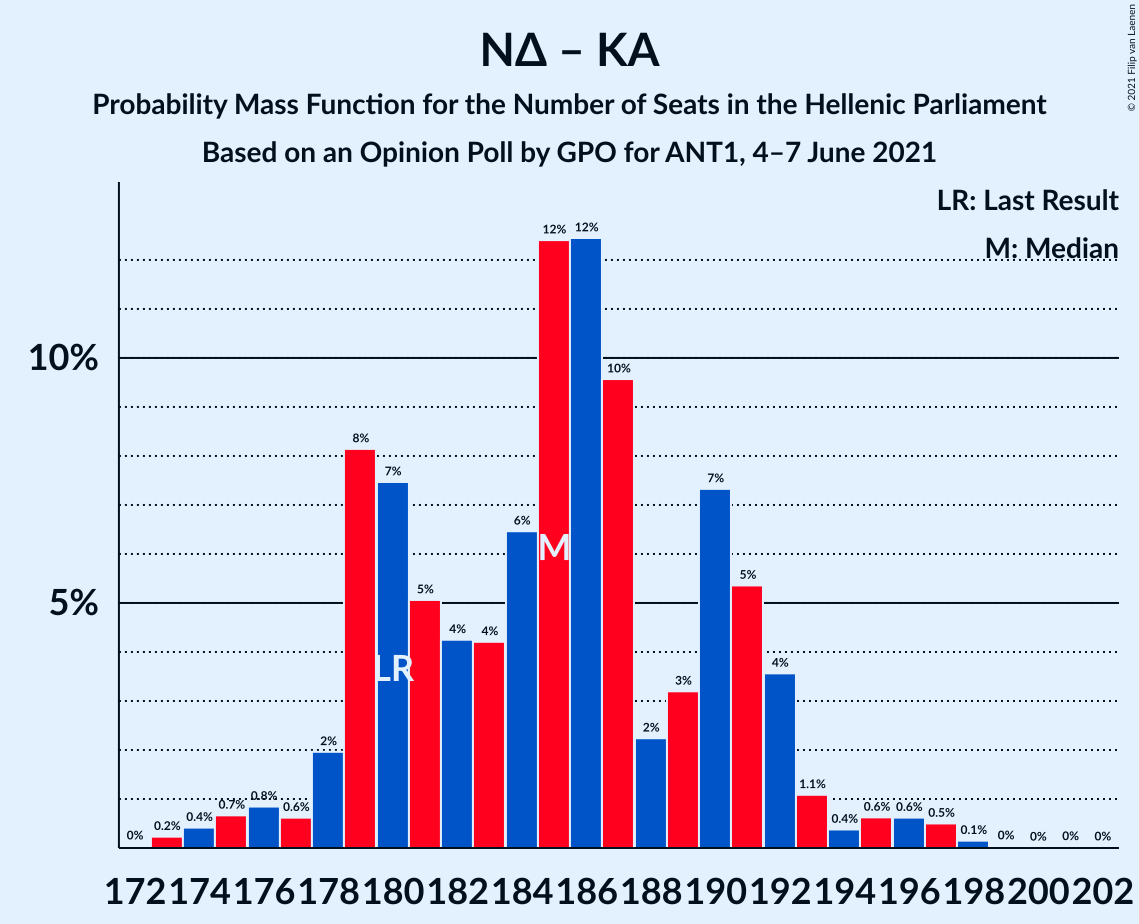 ΝΔ – ΚΑ
Probability Mass Function for the Number of Seats in the Hellenic Parliament
Based on an Opinion Poll by GPO for ANT1, 4–7 June 2021
© 2021 Filip van Laenen
LR: Last Result
M: Median
12% 12%
10%
10%
8%
7%
7%
6%
M
5%
5%
5%
4%
4%
LR
4%
3%
2%
2%
1.1%
0% 0.2% 0.4% 0.7% 0.8% 0.6%
0.4% 0.6% 0.6% 0.5% 0.1% 0% 0% 0% 0%
172 174 176 178 180 182 184 186 188 190 192 194 196 198 200 202